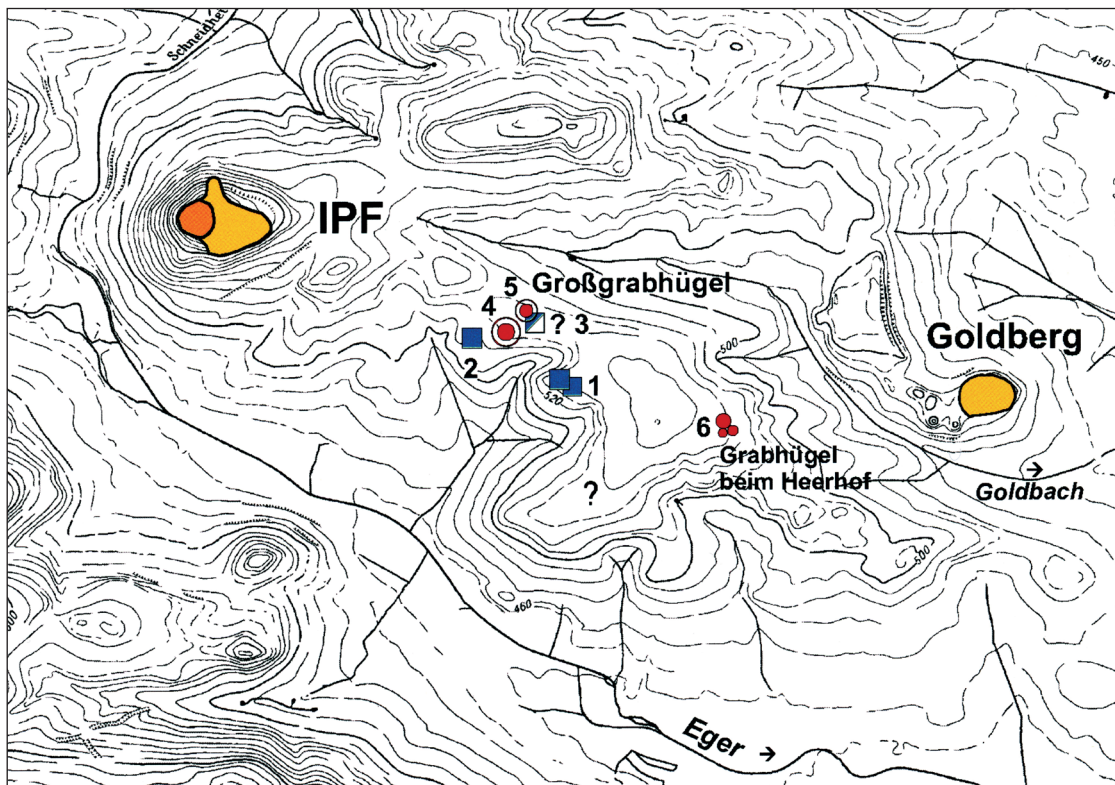 Schneidhei
450
IPF
5 Großgrabhügel
4
? 3
2
500
Goldberg
1
520
6
Grabhügel
beim Heerhof
?
Goldbach →
500
460
Eger →